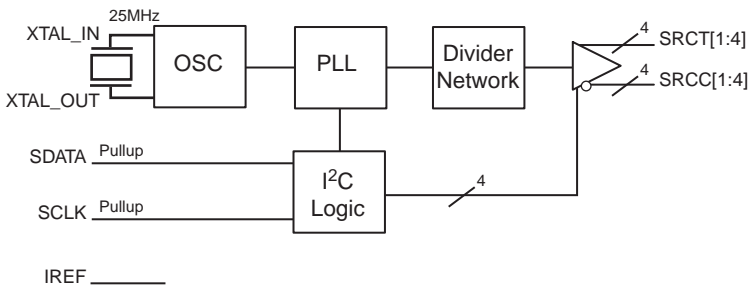 25MHz
XTAL_IN
XTAL_OUT
OSC
PLL
Divider
Network
4
SRCT[1:4]
4
SRCC[1:4]
SDATA Pullup
SCLK Pullup
I²C
Logic
4
IREF